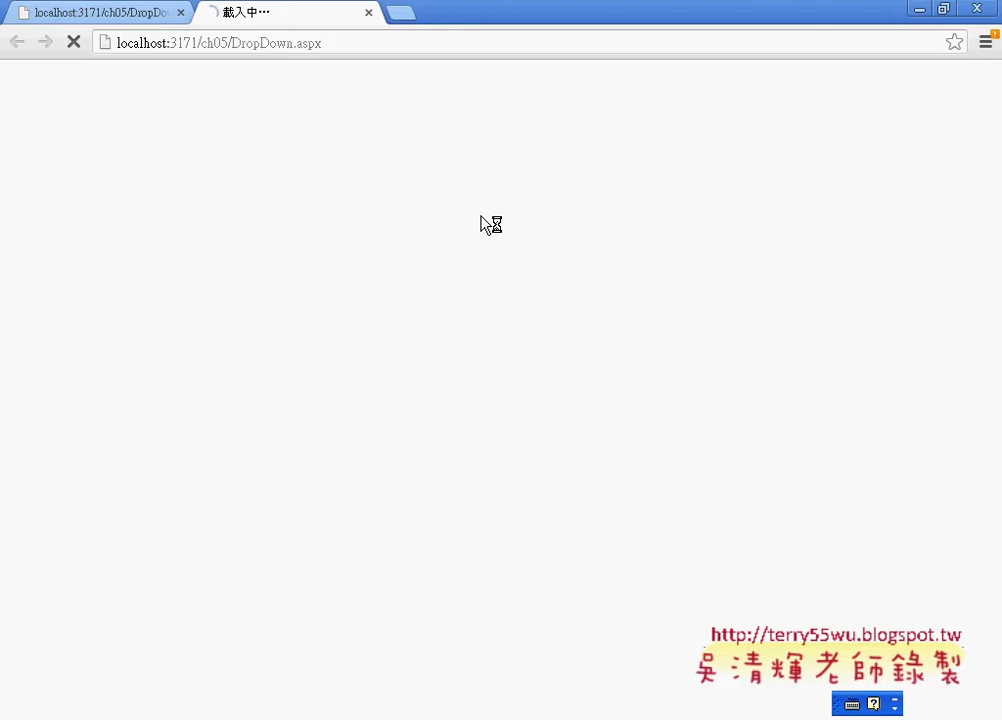 localhost:3171/ch05/DropDo
載入中…
localhost:3171/ch05/DropDown.aspx
http://terry55wu.blogspot.tw
吳清輝老師錄製